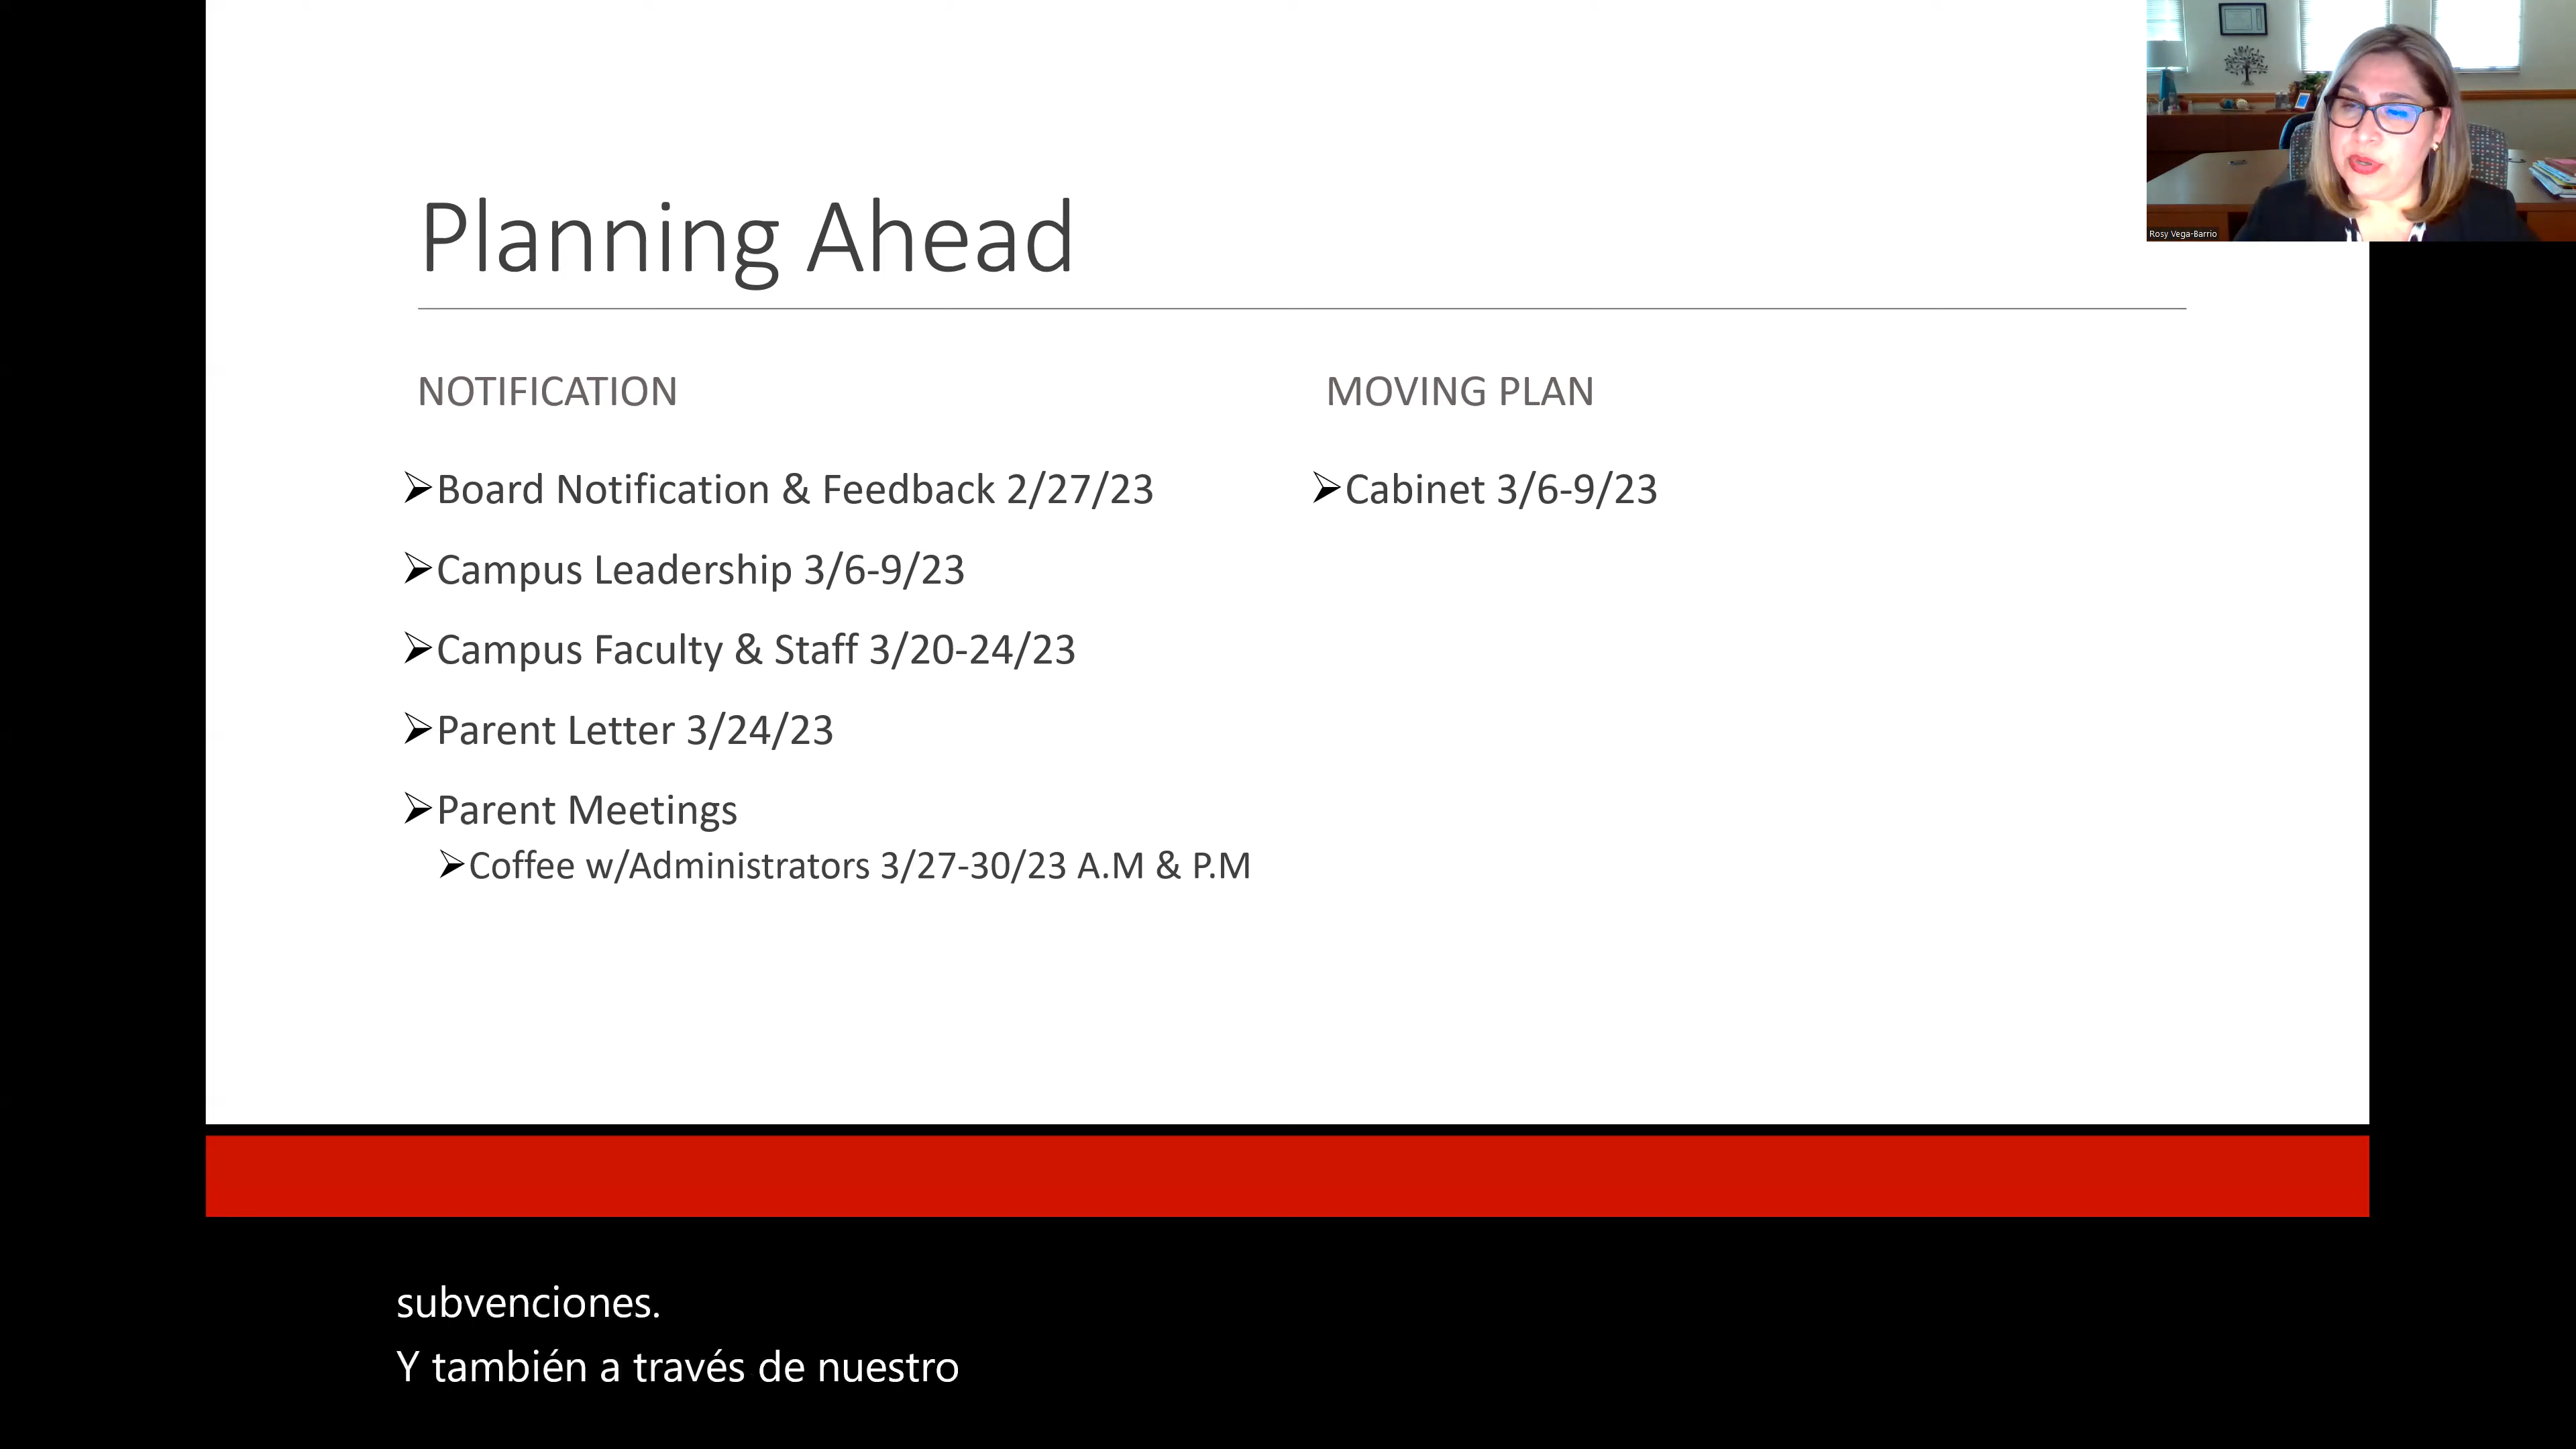 Planning Ahead
NOTIFICATION
Board Notification & Feedback 2/27/23
Campus Leadership 3/6-9/23
Campus Faculty & Staff 3/20-24/23
Parent Letter 3/24/23
Parent Meetings
Coffee w/Administrators 3/27-30/23 A.M & P.M
MOVING PLAN
Cabinet 3/6-9/23
Rosy Vega-Barrio
subvenciones.
Y también a través de nuestro